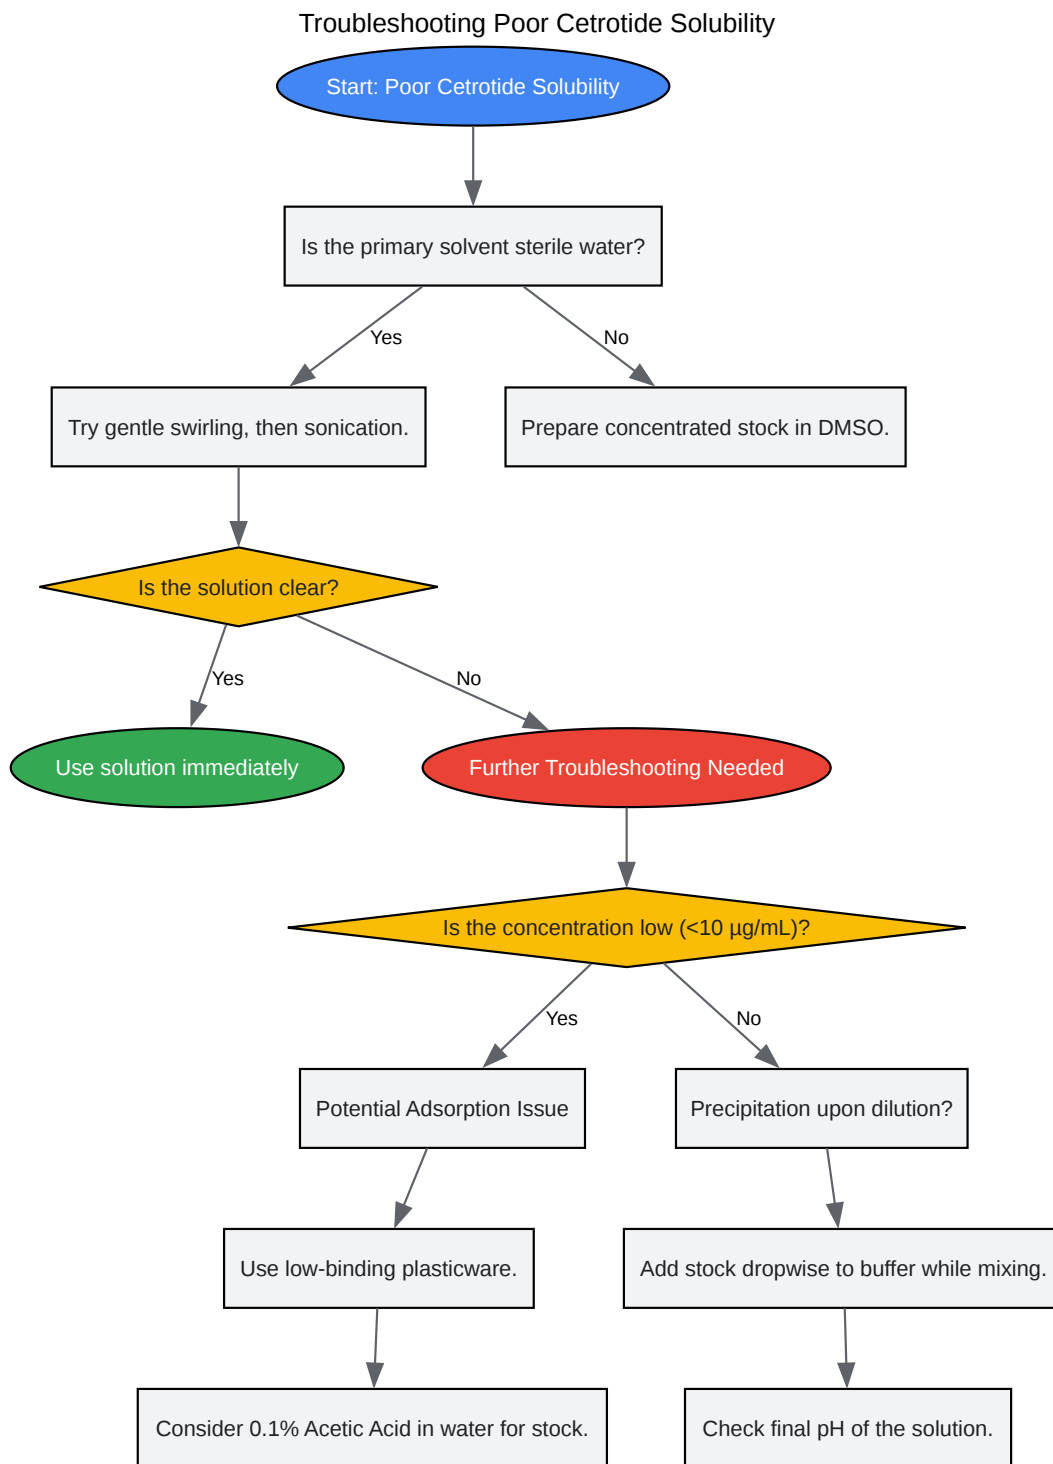 Troubleshooting Poor Cetrotide Solubility
Start: Poor Cetrotide Solubility
Is the primary solvent sterile water?
Yes
No
Try gentle swirling, then sonication.
Prepare concentrated stock in DMSO.
Is the solution clear?
Yes
No
Use solution immediately
Further Troubleshooting Needed
Is the concentration low (<10 µg/mL)?
Yes
No
Potential Adsorption Issue
Precipitation upon dilution?
Use low-binding plasticware.
Add stock dropwise to buffer while mixing.
Consider 0.1% Acetic Acid in water for stock.
Check final pH of the solution.